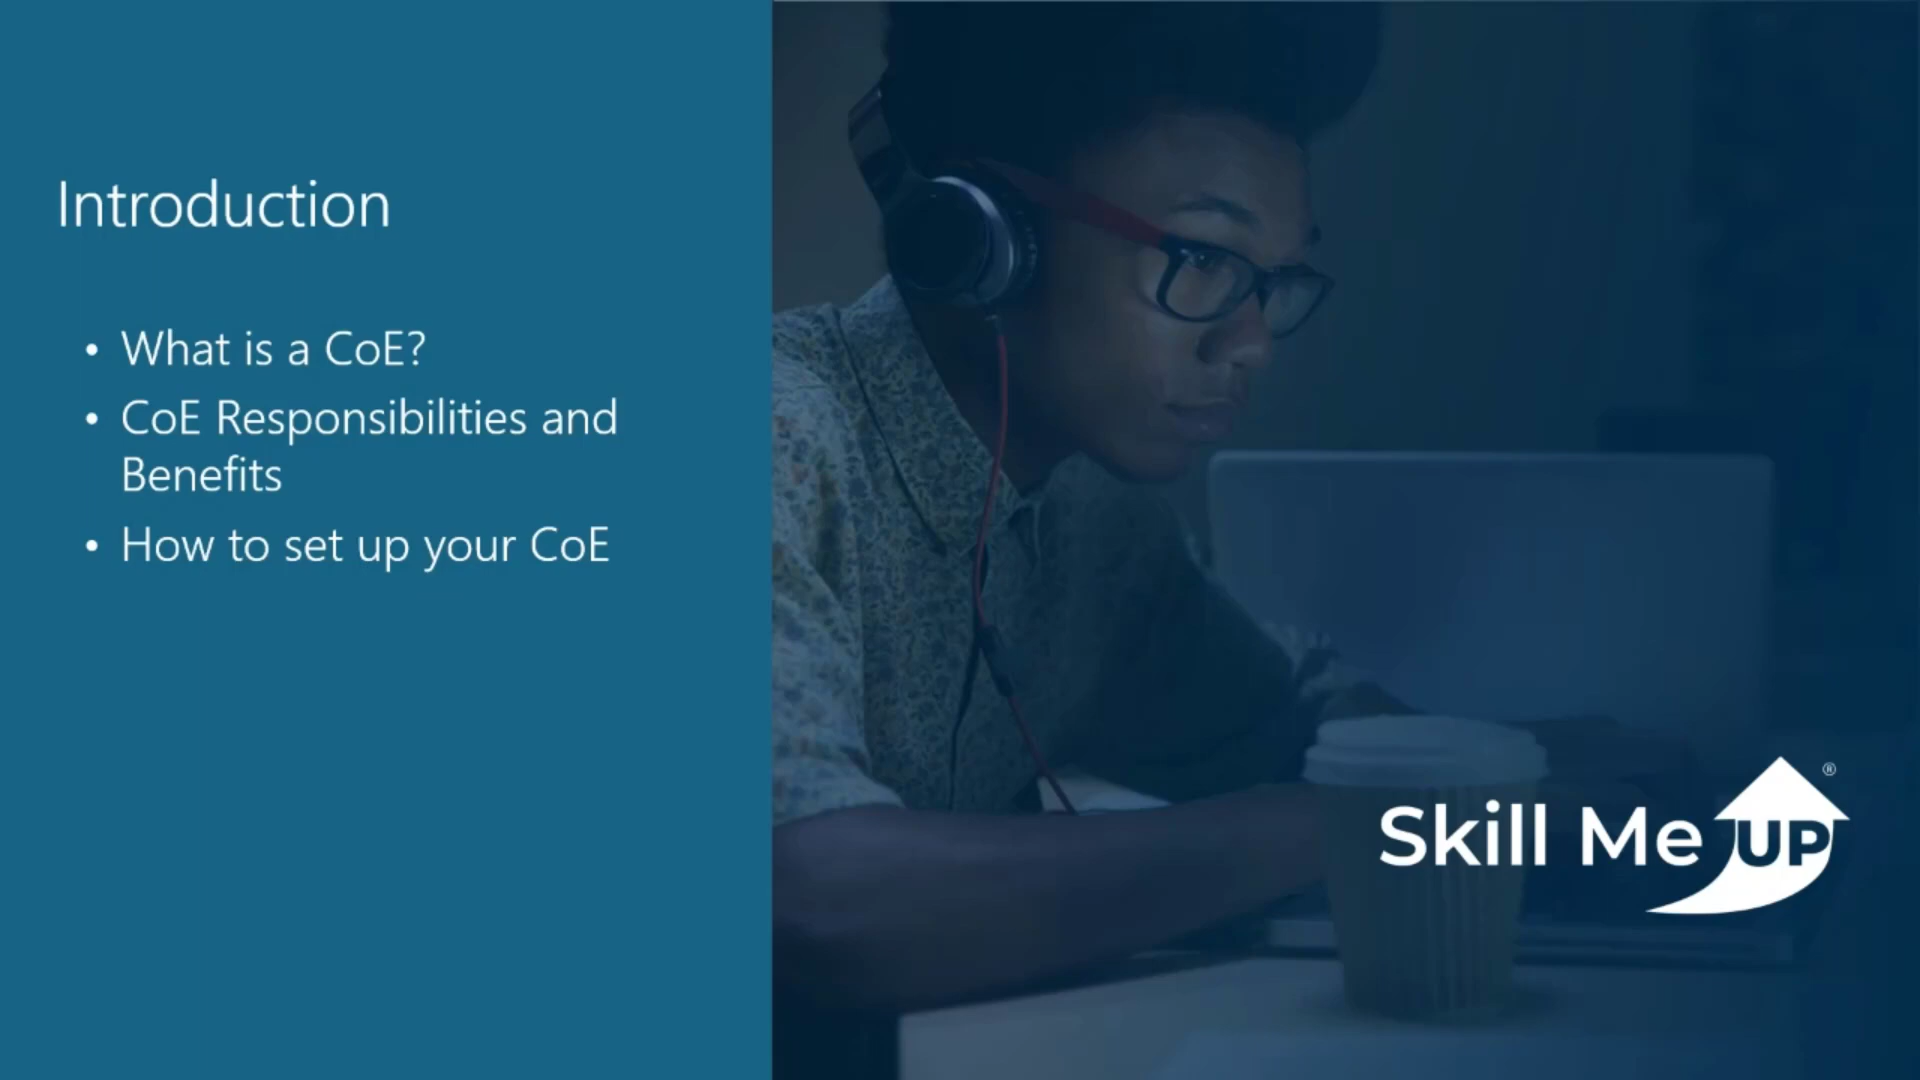 Introduction
• What is a CoE?
• CoE Responsibilities and
Benefits
• How to set up your CoE
Skill Me UP®